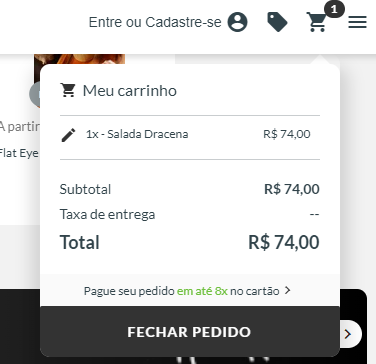 Entre ou Cadastre-se
1
Meu carrinho
A partir
1x - Salada Dracena R$ 74,00
Flat Eye
Subtotal R$ 74,00
Taxa de entrega --
Total R$ 74,00
Pague seu pedido em até 8x no cartão
FECHAR PEDIDO